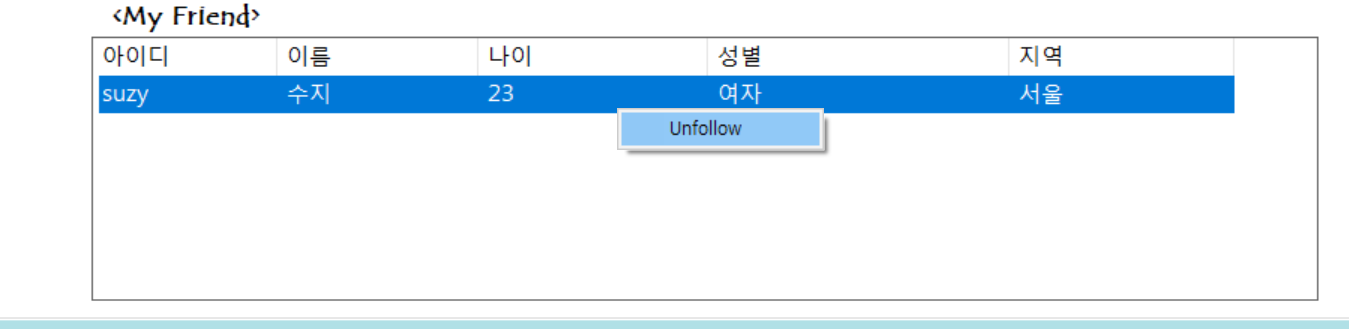 <My Friend>
아이디 이름 나이 성별 지역
suzy 수지 23 여자 서울
Unfollow